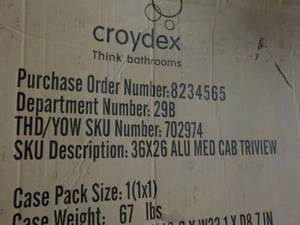 croydex
Think bathrooms
Purchase Order Number:8234565
Department Number: 29B
THD/YOW SKU Number: 702974
SKU Description: 36X26 ALU MED CAB TRIVIEW
Case Pack Size: 1(1x1)
Case Weight: 67 lbs